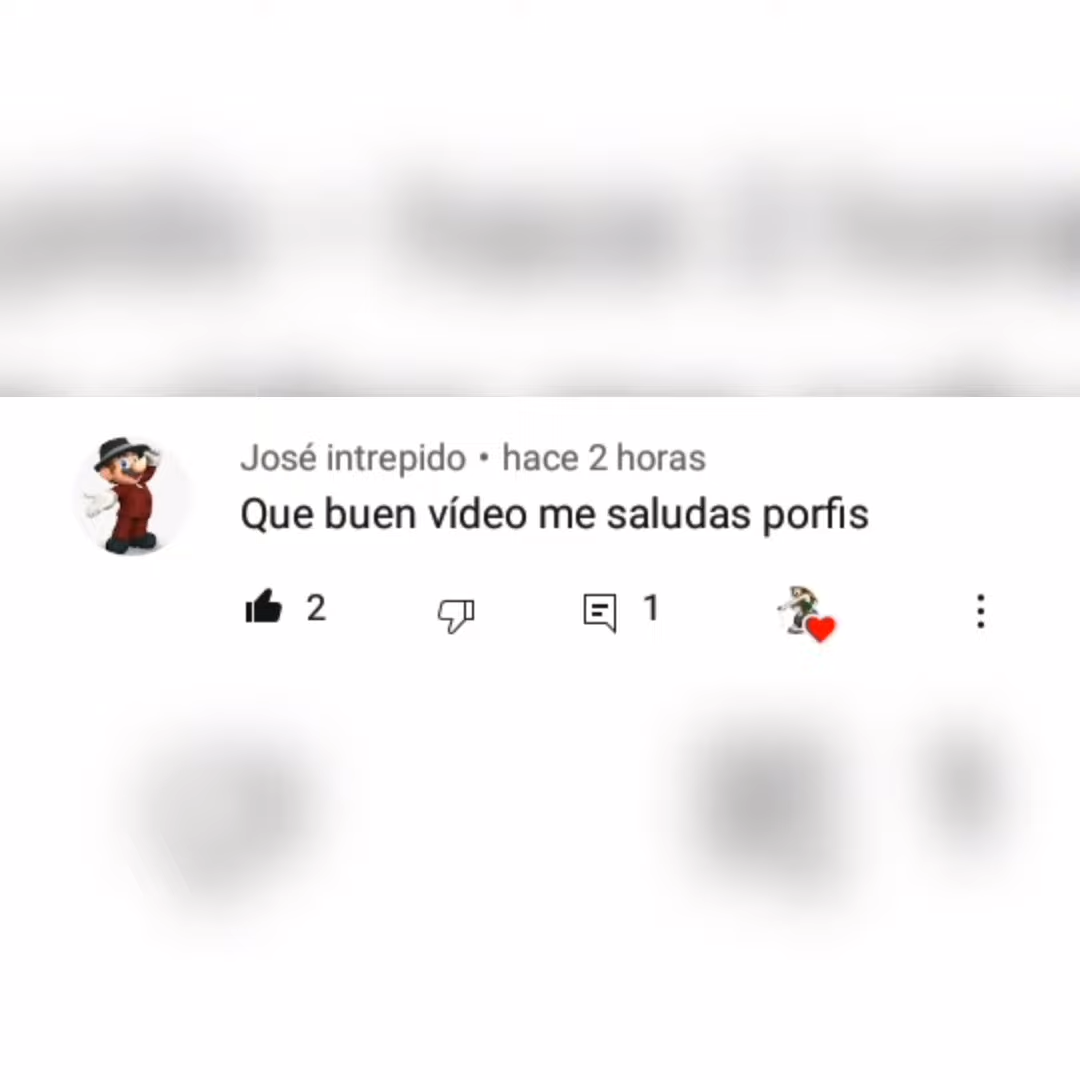 José intrepido • hace 2 horas
Que buen vídeo me saludas porfis
2
1